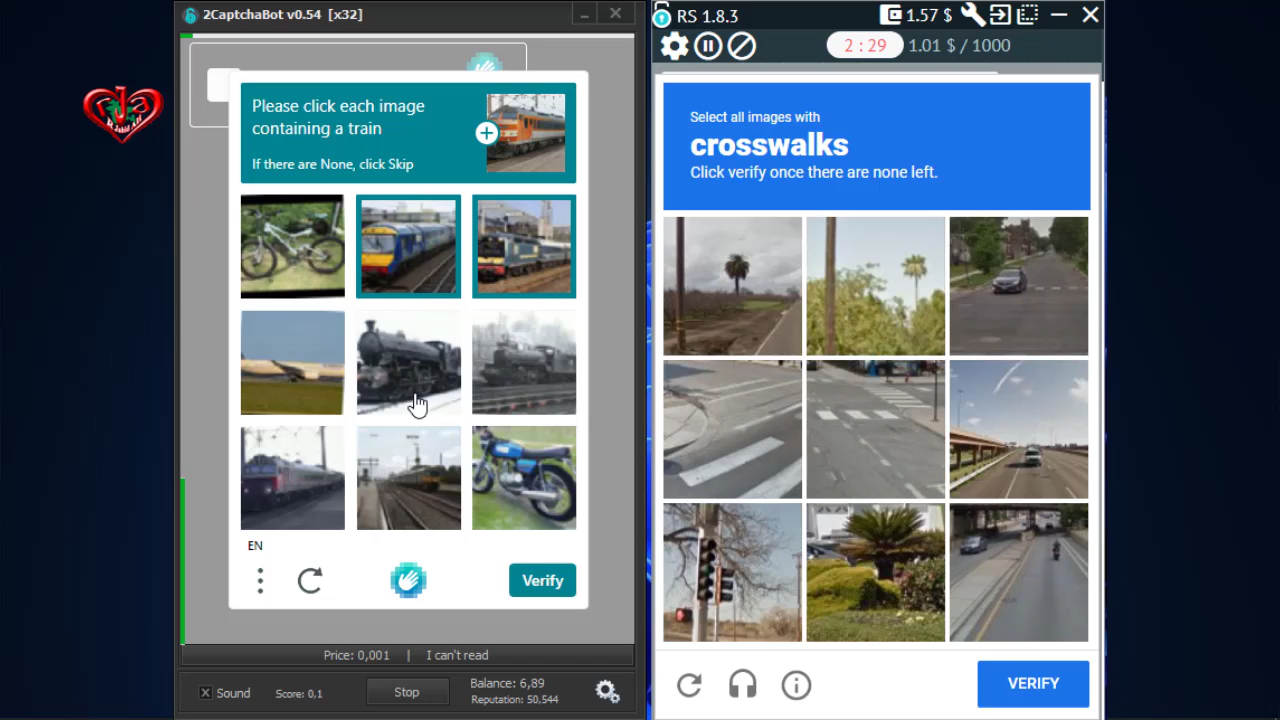 2CaptchaBot v0.54 [x32]
Please click each image
containing a train
If there are None, click Skip
EN
Verify
Price: 0,001 | I can't read
Sound
Score: 0,1
Stop
Balance: 6,89
Reputation: 50,544
RS 1.8.3
1.57 $
2 : 29
1.01 $ / 1000
Select all images with
crosswalks
Click verify once there are none left.
VERIFY